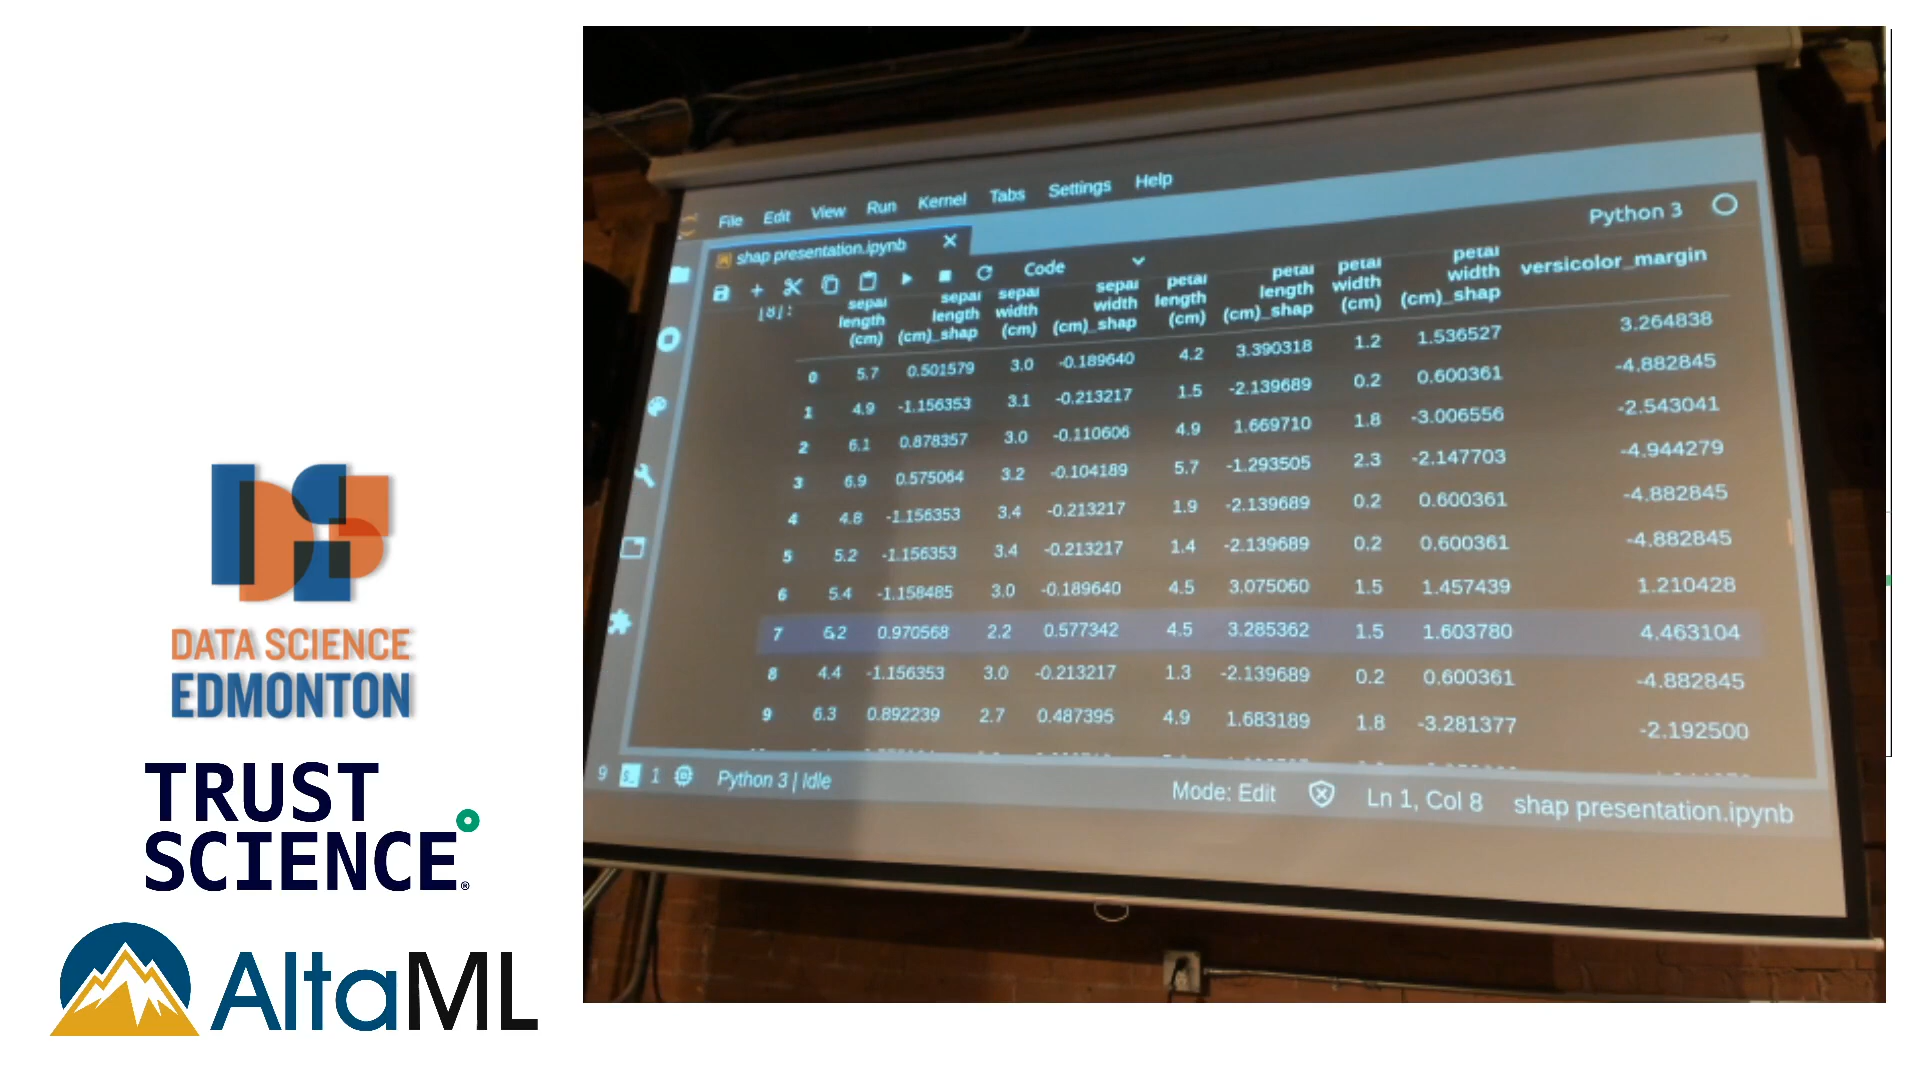 File Edit View Run Kernel Tabs Settings Help
shap presentation.ipynb
Python 3
Code
sepal length (cm) sepal length (cm)_shap sepal width (cm) sepal width (cm)_shap petal length (cm) petal length (cm)_shap petal width (cm) petal width (cm)_shap versicolor_margin
0 5.7 0.501579 3.0 -0.189640 4.2 3.390318 1.2 1.536527 3.264838
1 4.9 -1.156353 3.1 -0.213217 1.5 -2.139689 0.2 0.600361 -4.882845
2 6.1 0.878357 3.0 -0.110606 4.9 1.669710 1.8 -3.006556 -2.543041
3 6.9 0.575064 3.2 -0.104189 5.7 -1.293505 2.3 -2.147703 -4.944279
4 4.8 -1.156353 3.4 -0.213217 1.9 -2.139689 0.2 0.600361 -4.882845
5 5.2 -1.156353 3.4 -0.213217 1.4 -2.139689 0.2 0.600361 -4.882845
6 5.4 -1.158485 3.0 -0.189640 4.5 3.075060 1.5 1.457439 1.210428
7 6.2 0.970568 2.2 0.577342 4.5 3.285362 1.5 1.603780 4.463104
8 4.4 -1.156353 3.0 -0.213217 1.3 -2.139689 0.2 0.600361 -4.882845
9 6.3 0.892239 2.7 0.487395 4.9 1.683189 1.8 -3.281377 -2.192500
9 1 Python 3 | Idle Mode: Edit Ln 1, Col 8 shap presentation.ipynb
DATA SCIENCE
EDMONTON
TRUST
SCIENCE®
AltaML